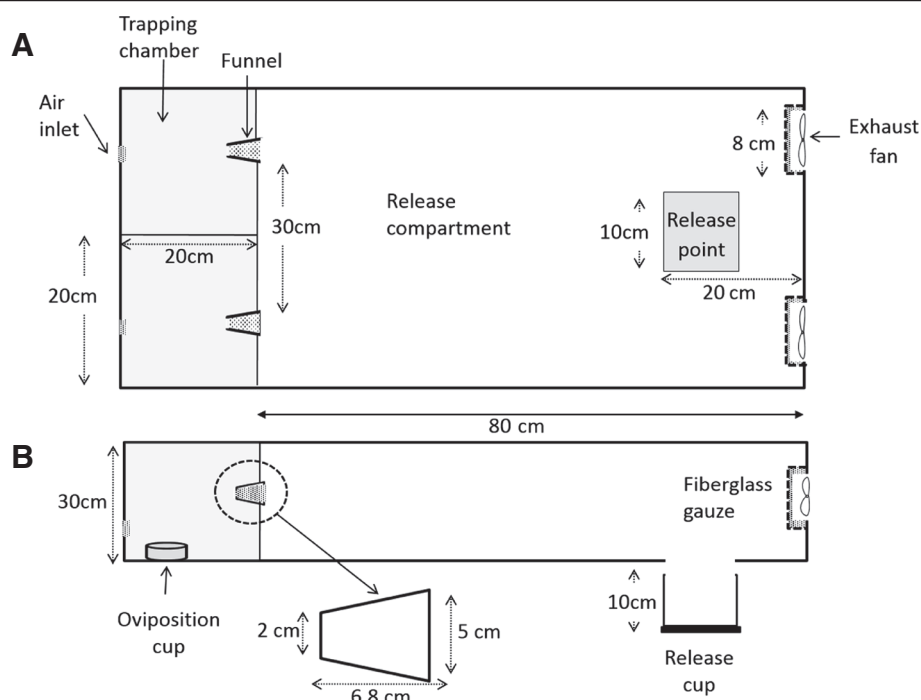 A
Trapping
chamber
Funnel
Air
inlet
8 cm
Exhaust
fan
Release
compartment
30cm
10cm
Release
point
20cm
20cm
20 cm
80 cm
B
30cm
Fiberglass
gauze
Oviposition
cup
2 cm
5 cm
6.8 cm
10cm
Release
cup